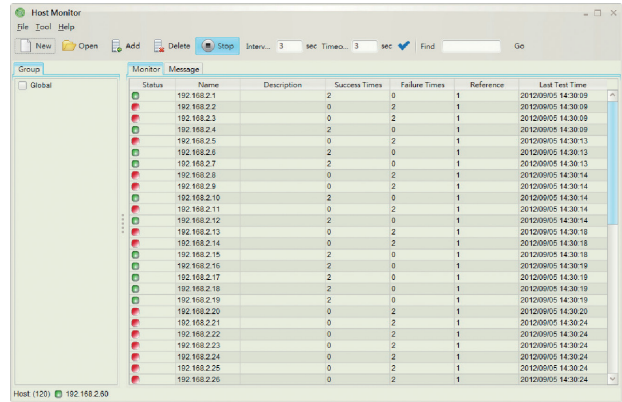 Host Monitor
File Tool Help
New Open Add Delete Stop Interv... 3 sec Timeo... 3 sec Find Go
Group Monitor Message
Global
Status Name Description Success Times Failure Times Reference Last Test Time
192.168.2.1 2 0 1 2012/09/05 14:30:09
192.168.2.2 0 2 1 2012/09/05 14:30:09
192.168.2.3 0 2 1 2012/09/05 14:30:09
192.168.2.4 2 0 1 2012/09/05 14:30:09
192.168.2.5 0 2 1 2012/09/05 14:30:13
192.168.2.6 2 0 1 2012/09/05 14:30:13
192.168.2.7 2 0 1 2012/09/05 14:30:13
192.168.2.8 0 2 1 2012/09/05 14:30:14
192.168.2.9 0 2 1 2012/09/05 14:30:14
192.168.2.10 2 0 1 2012/09/05 14:30:14
192.168.2.11 0 2 1 2012/09/05 14:30:14
192.168.2.12 2 0 1 2012/09/05 14:30:14
192.168.2.13 0 2 1 2012/09/05 14:30:18
192.168.2.14 0 2 1 2012/09/05 14:30:18
192.168.2.15 2 0 1 2012/09/05 14:30:18
192.168.2.16 2 0 1 2012/09/05 14:30:19
192.168.2.17 2 0 1 2012/09/05 14:30:19
192.168.2.18 2 0 1 2012/09/05 14:30:19
192.168.2.19 2 0 1 2012/09/05 14:30:19
192.168.2.20 0 2 1 2012/09/05 14:30:20
192.168.2.21 0 2 1 2012/09/05 14:30:24
192.168.2.22 0 2 1 2012/09/05 14:30:24
192.168.2.23 0 2 1 2012/09/05 14:30:24
192.168.2.24 0 2 1 2012/09/05 14:30:24
192.168.2.25 0 2 1 2012/09/05 14:30:24
192.168.2.26 0 2 1 2012/09/05 14:30:24
Host (120) 192.168.2.60